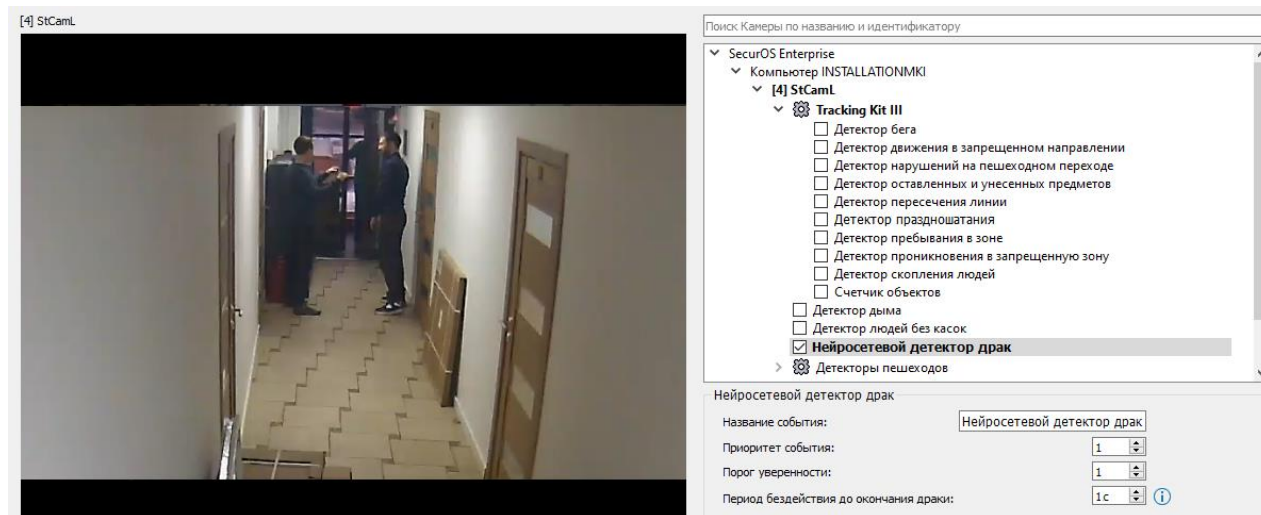 [4] StCamL
Поиск Камеры по названию и идентификатору
SecurOS Enterprise
Компьютер INSTALLATIONMKI
[4] StCamL
Tracking Kit III
Детектор бега
Детектор движения в запрещенном направлении
Детектор нарушений на пешеходном переходе
Детектор оставленных и унесенных предметов
Детектор пересечения линии
Детектор праздношатания
Детектор пребывания в зоне
Детектор проникновения в запрещенную зону
Детектор скопления людей
Счетчик объектов
Детектор дыма
Детектор людей без касок
Нейросетевой детектор драк
Детекторы пешеходов
Нейросетевой детектор драк
Название события: Нейросетевой детектор драк
Приоритет события: 1
Порог уверенности: 1
Период бездействия до окончания драки: 1с